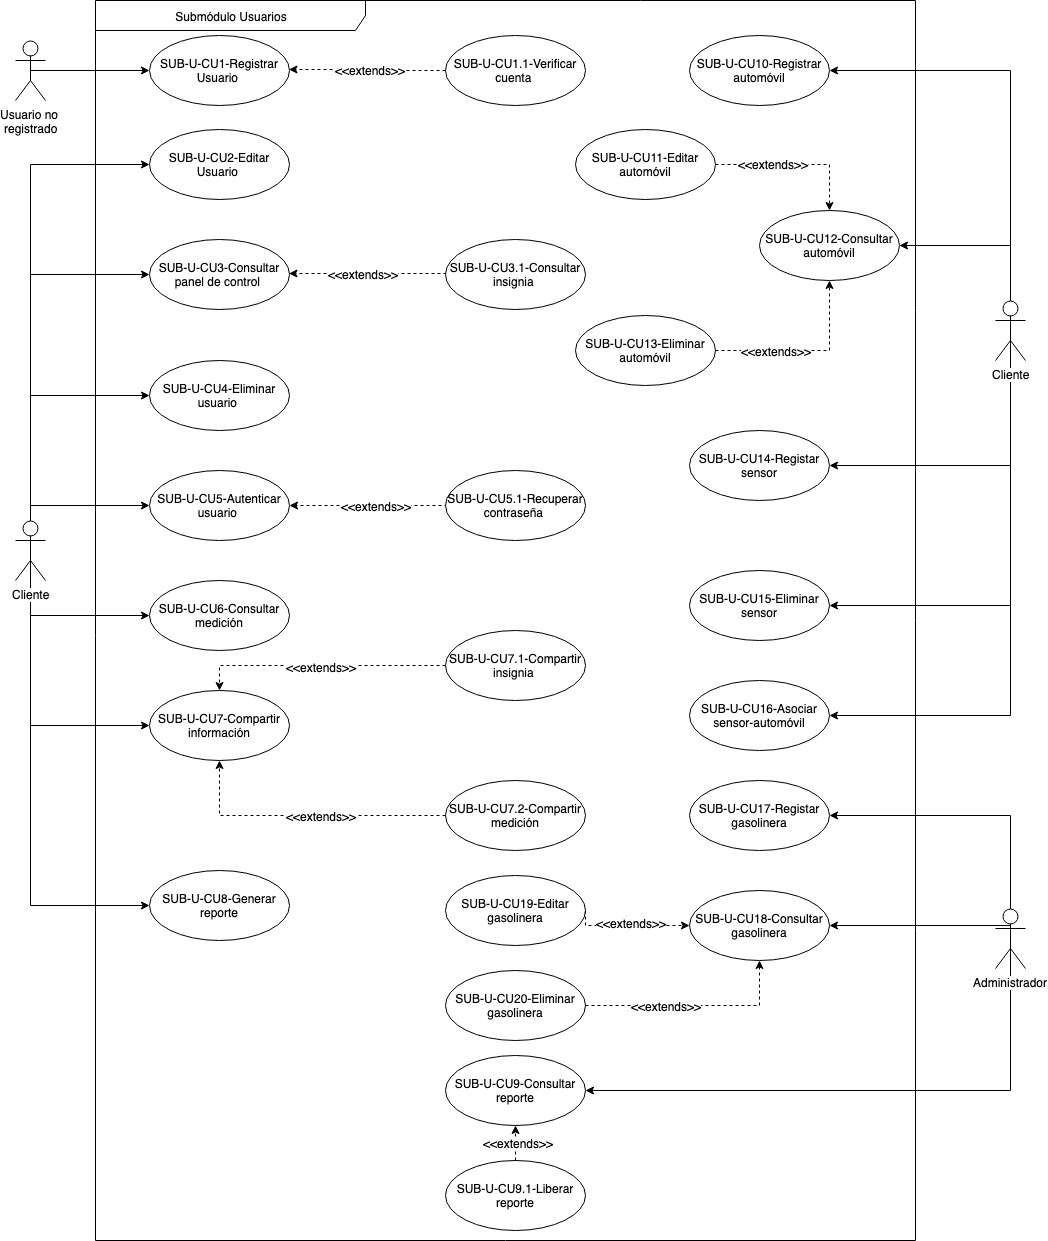 Submódulo Usuarios
Usuario no
registrado
SUB-U-CU1-Registrar
Usuario
<<extends>>
SUB-U-CU1.1-Verificar
cuenta
SUB-U-CU10-Registrar
automóvil
SUB-U-CU2-Editar
Usuario
SUB-U-CU11-Editar
automóvil
<<extends>>
SUB-U-CU12-Consultar
automóvil
SUB-U-CU3-Consultar
panel de control
<<extends>>
SUB-U-CU3.1-Consultar
insignia
SUB-U-CU13-Eliminar
automóvil
<<extends>>
Cliente
SUB-U-CU4-Eliminar
usuario
SUB-U-CU14-Registar
sensor
SUB-U-CU5-Autenticar
usuario
<<extends>>
SUB-U-CU5.1-Recuperar
contraseña
Cliente
SUB-U-CU6-Consultar
medición
SUB-U-CU15-Eliminar
sensor
<<extends>>
SUB-U-CU7.1-Compartir
insignia
SUB-U-CU7-Compartir
información
SUB-U-CU16-Asociar
sensor-automóvil
<<extends>>
SUB-U-CU7.2-Compartir
medición
SUB-U-CU17-Registar
gasolinera
SUB-U-CU8-Generar
reporte
SUB-U-CU19-Editar
gasolinera
<<extends>>
SUB-U-CU18-Consultar
gasolinera
Administrador
SUB-U-CU20-Eliminar
gasolinera
<<extends>>
SUB-U-CU9-Consultar
reporte
<<extends>>
SUB-U-CU9.1-Liberar
reporte